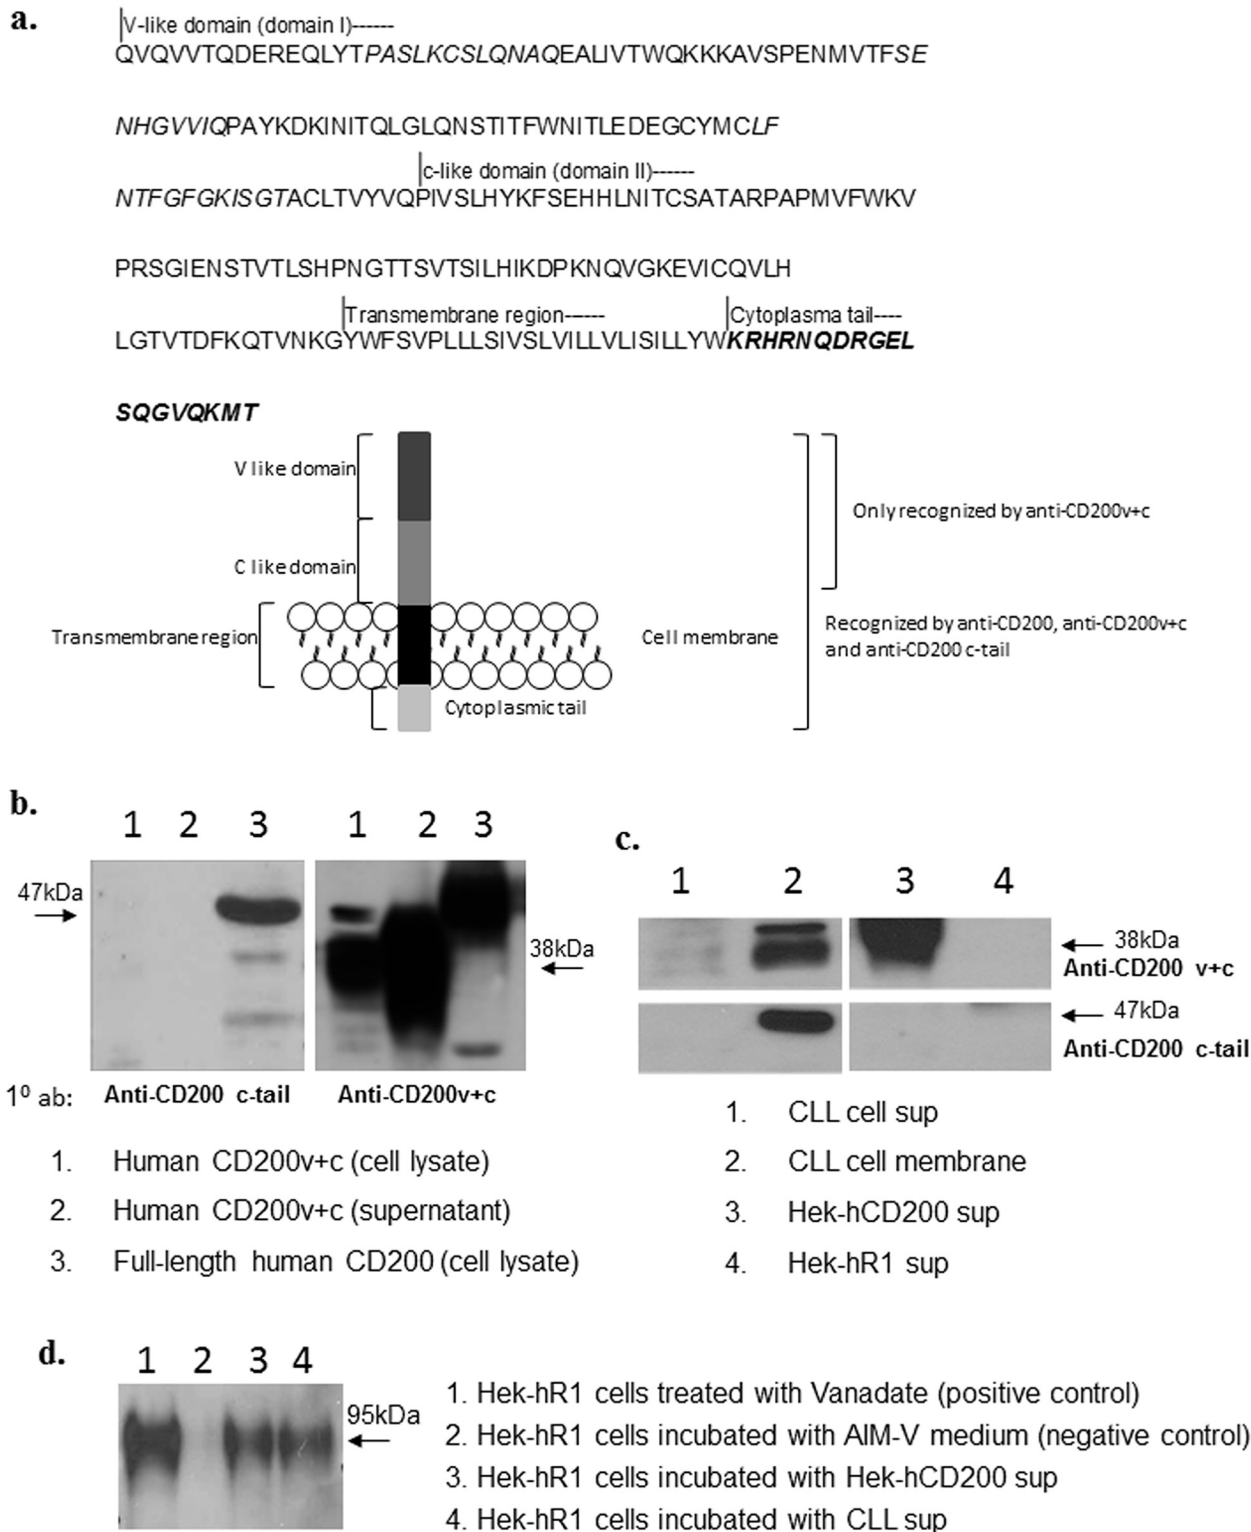 a.
V-like domain (domain I)------
QVQVVTQDEREQLYTPASLKCSLQNAQEALIVTWQKKKAVSPENMVTFSE
NHGVVIQPAYKDKINITQLGLQNSTITFWNITLEDEGCYMCLF
c-like domain (domain II)------
NTFGFGKISGTACLTVYVQPIVSLHYKFSEHHLNITCSATARPAPMVFWKV
PRSGIENSTVTLSHPNGTTSVTSILHIKDPKNQVGKEVICQVLH
Transmembrane region------ Cytoplasma tail----
LGTVTDFKQTVNKGYWFSVPLLLSIVSLVILLVLISILLYWKRHRNQDRGEL
SQGVQKMT
V like domain
Only recognized by anti-CD200v+c
C like domain
Transmembrane region
Cell membrane
Recognized by anti-CD200, anti-CD200v+c
and anti-CD200 c-tail
Cytoplasmic tail
b.
1 2 3 1 2 3
47kDa
38kDa
1⁰ ab: Anti-CD200 c-tail Anti-CD200v+c
1. Human CD200v+c (cell lysate)
2. Human CD200v+c (supernatant)
3. Full-length human CD200 (cell lysate)
c.
1 2 3 4
38kDa
Anti-CD200 v+c
47kDa
Anti-CD200 c-tail
1. CLL cell sup
2. CLL cell membrane
3. Hek-hCD200 sup
4. Hek-hR1 sup
d.
1 2 3 4
95kDa
1. Hek-hR1 cells treated with Vanadate (positive control)
2. Hek-hR1 cells incubated with AIM-V medium (negative control)
3. Hek-hR1 cells incubated with Hek-hCD200 sup
4. Hek-hR1 cells incubated with CLL sup